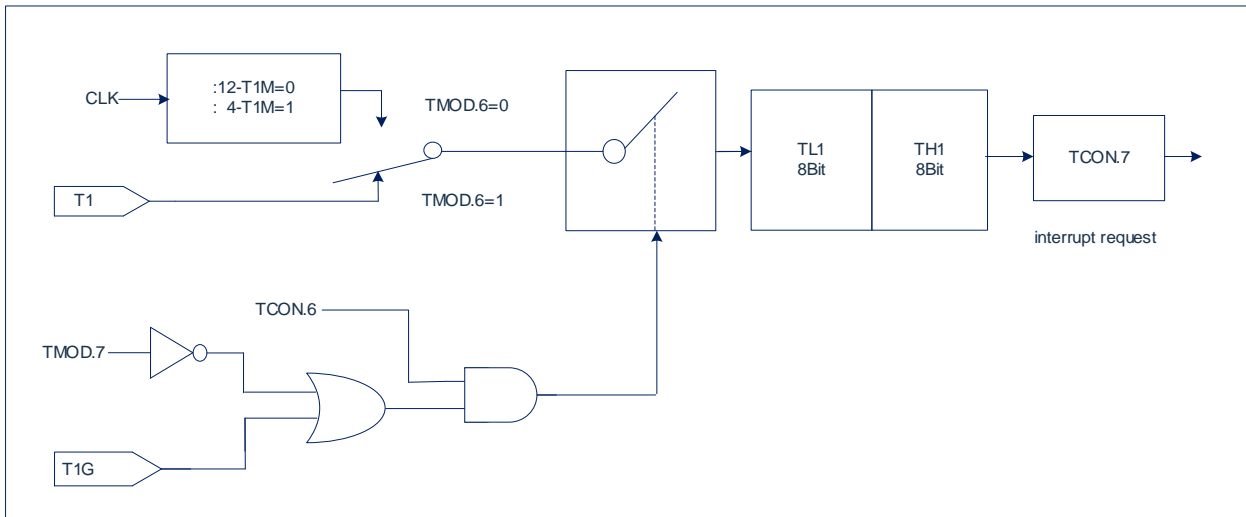 :12-T1M=0
: 4-T1M=1
CLK
TMOD.6=0
T1
TMOD.6=1
TL1
8Bit
TH1
8Bit
TCON.7
interrupt request
TCON.6
TMOD.7
T1G